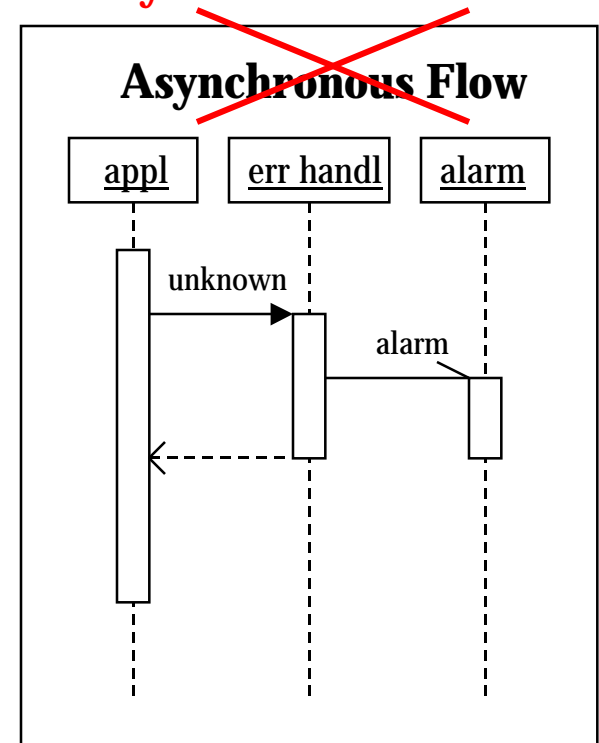 Asynchronous Flow
appl
err handl
alarm
unknown
alarm